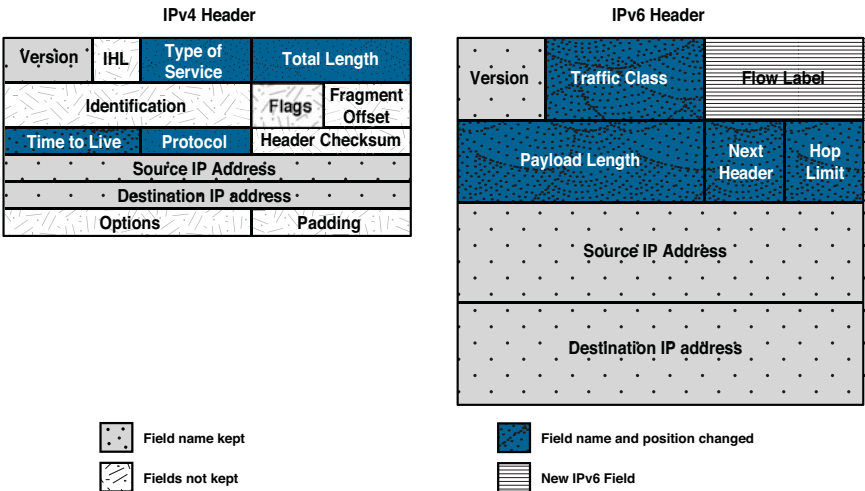 IPv4 Header
Version IHL Type of Service Total Length
Identification Flags Fragment Offset
Time to Live Protocol Header Checksum
Source IP Address
Destination IP address
Options Padding
IPv6 Header
Version Traffic Class Flow Label
Payload Length Next Header Hop Limit
Source IP Address
Destination IP address
Field name kept
Fields not kept
Field name and position changed
New IPv6 Field